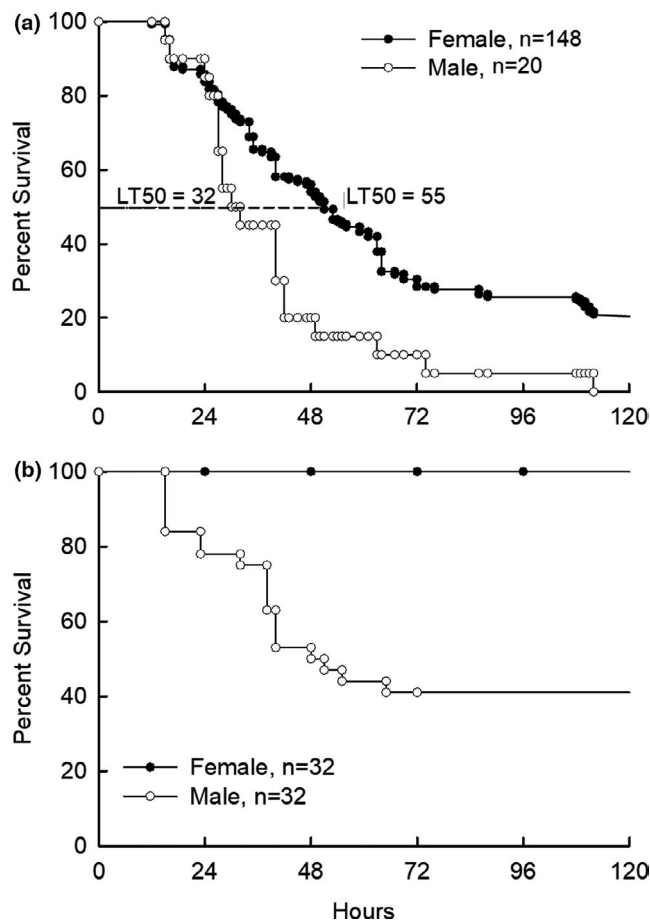 (a)
Female, n=148
Male, n=20
100
80
60
40
20
0
Percent Survival
LT50 = 32
LT50 = 55
0 24 48 72 96 120
(b)
100
80
60
40
20
0
Percent Survival
Female, n=32
Male, n=32
0 24 48 72 96 120
Hours